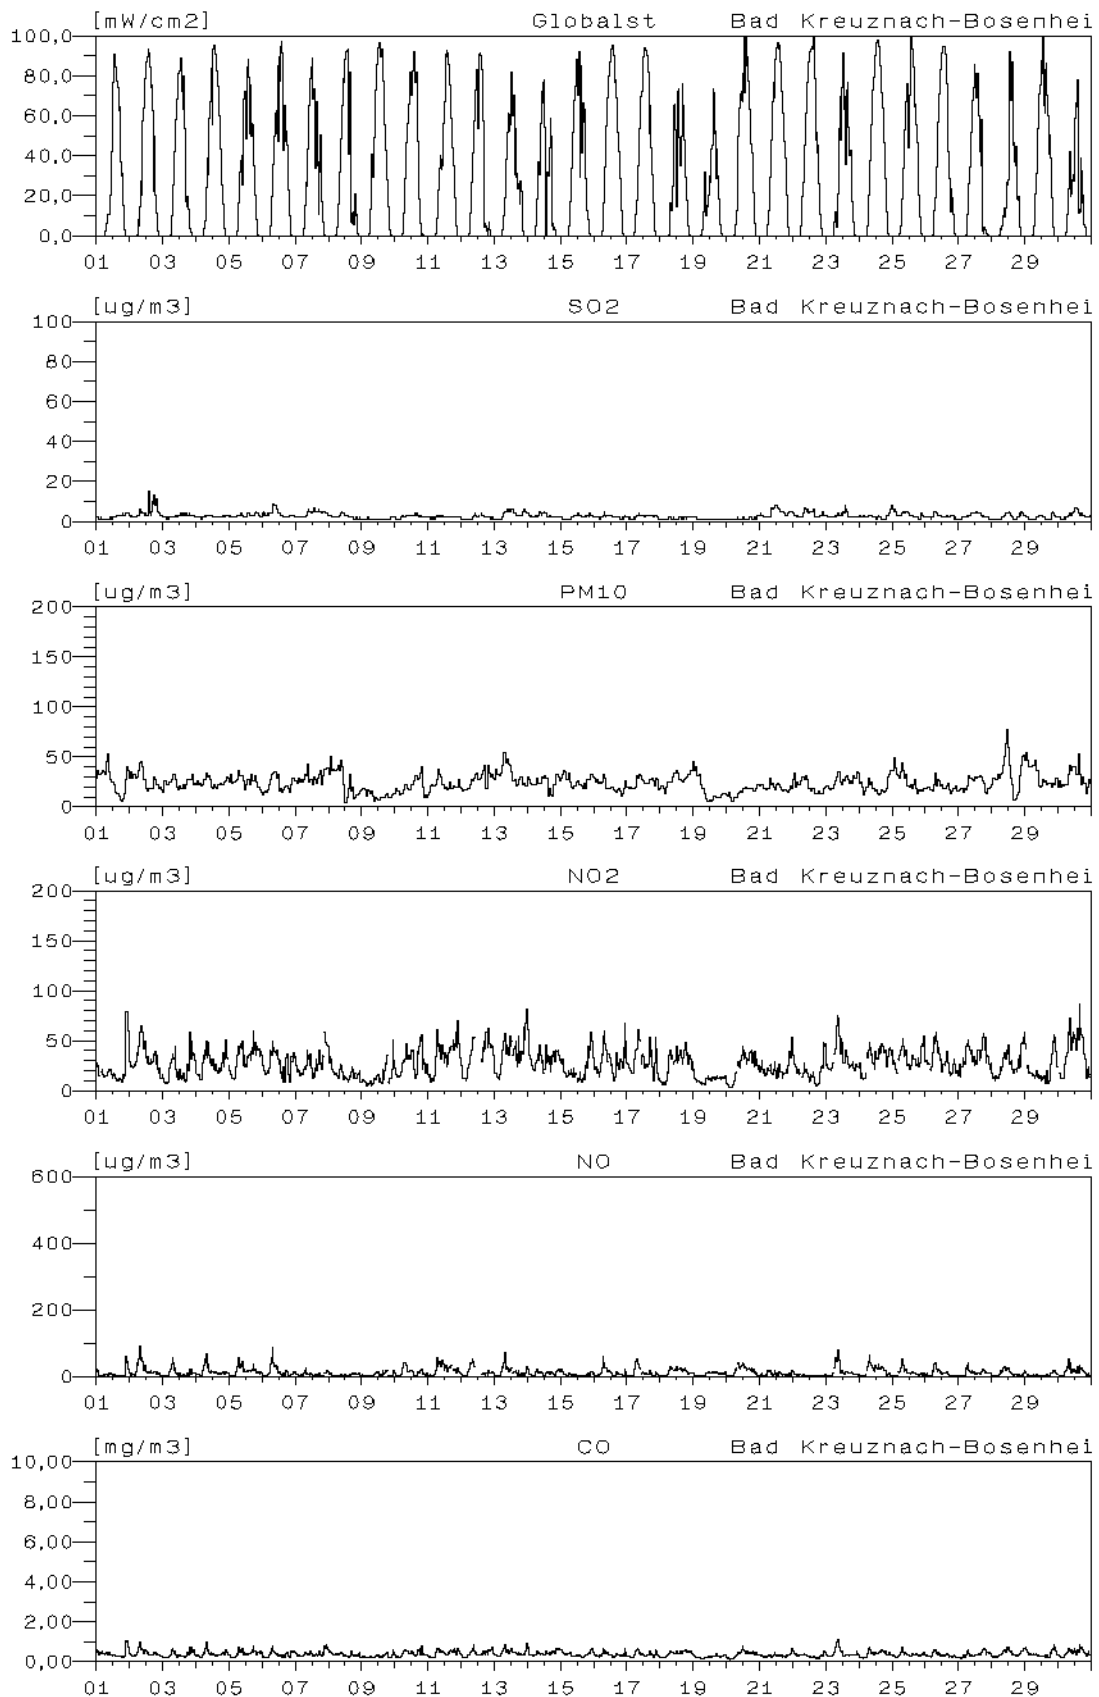 [mW/cm2] Globalst Bad Kreuznach-Bosenhei
100,0
80,0
60,0
40,0
20,0
0,0
01 03 05 07 09 11 13 15 17 19 21 23 25 27 29
[ug/m3] SO2 Bad Kreuznach-Bosenhei
100
80
60
40
20
0
01 03 05 07 09 11 13 15 17 19 21 23 25 27 29
[ug/m3] PM10 Bad Kreuznach-Bosenhei
200
150
100
50
0
01 03 05 07 09 11 13 15 17 19 21 23 25 27 29
[ug/m3] NO2 Bad Kreuznach-Bosenhei
200
150
100
50
0
01 03 05 07 09 11 13 15 17 19 21 23 25 27 29
[ug/m3] NO Bad Kreuznach-Bosenhei
600
400
200
0
01 03 05 07 09 11 13 15 17 19 21 23 25 27 29
[mg/m3] CO Bad Kreuznach-Bosenhei
10,00
8,00
6,00
4,00
2,00
0,00
01 03 05 07 09 11 13 15 17 19 21 23 25 27 29